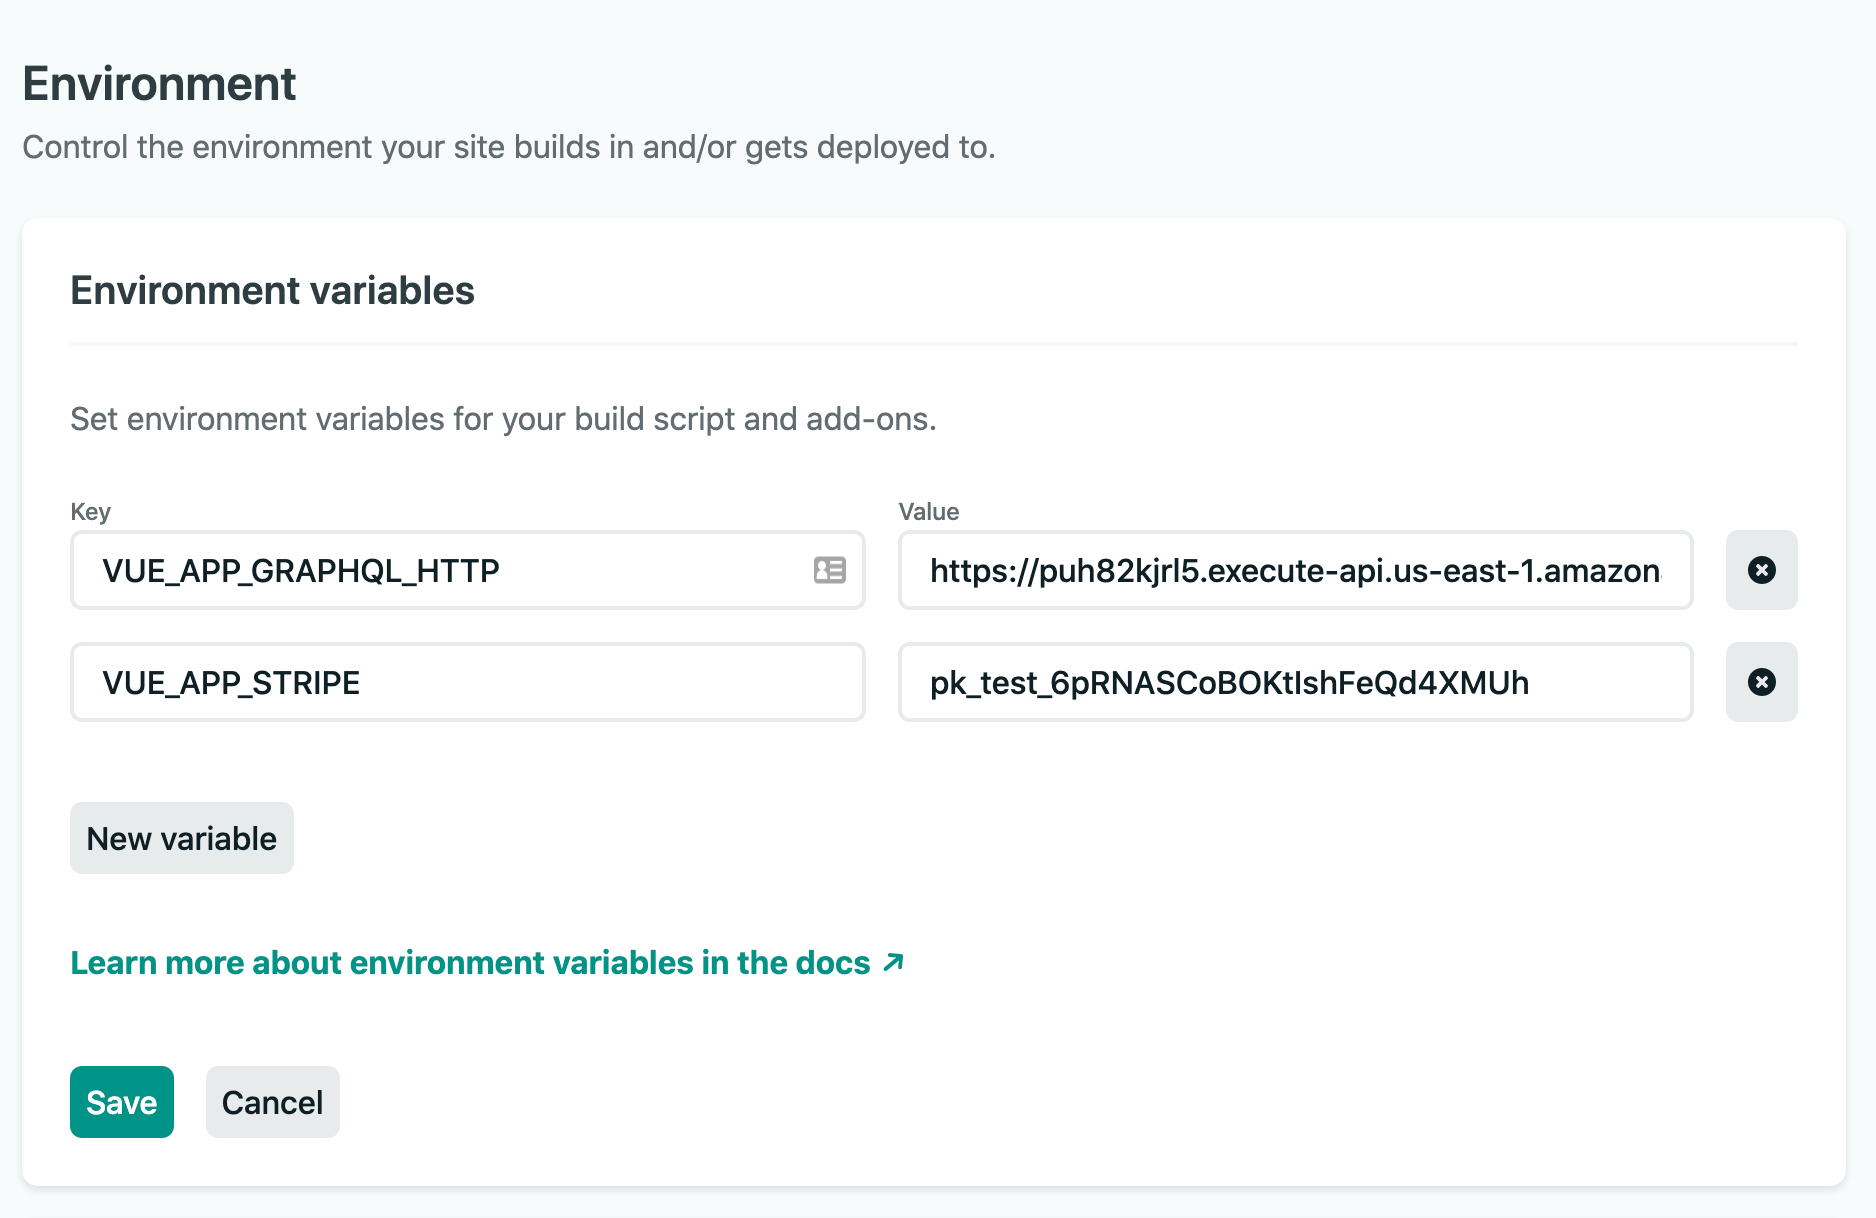 Environment
Control the environment your site builds in and/or gets deployed to.
Environment variables
Set environment variables for your build script and add-ons.
Key Value
VUE_APP_GRAPHQL_HTTP https://puh82kjrl5.execute-api.us-east-1.amazon
VUE_APP_STRIPE pk_test_6pRNASCoBOKtIshFeQd4XMUh
New variable
Learn more about environment variables in the docs ↗
Save Cancel